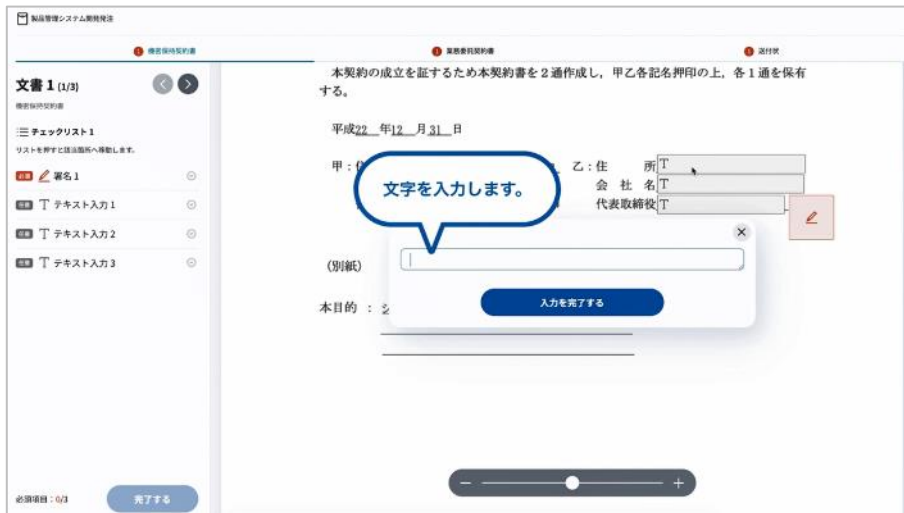 製品管理システム開発発注
機密保持契約書
業務委託契約書
送付状
文書 1 (1/3)
機密保持契約書
チェックリスト 1
リストを押すと該当箇所へ移動します。
必須 署名 1
任意 T テキスト入力 1
任意 T テキスト入力 2
任意 T テキスト入力 3
必須項目：0/3
完了する
本契約の成立を証するため本契約書を２通作成し，甲乙各記名押印の上，各１通を保有
する。
平成22 年12 月 31 日
甲：
乙：住 所 T
会 社 名 T
代表取締役 T
文字を入力します。
入力を完了する
(別紙)
本目的 ：